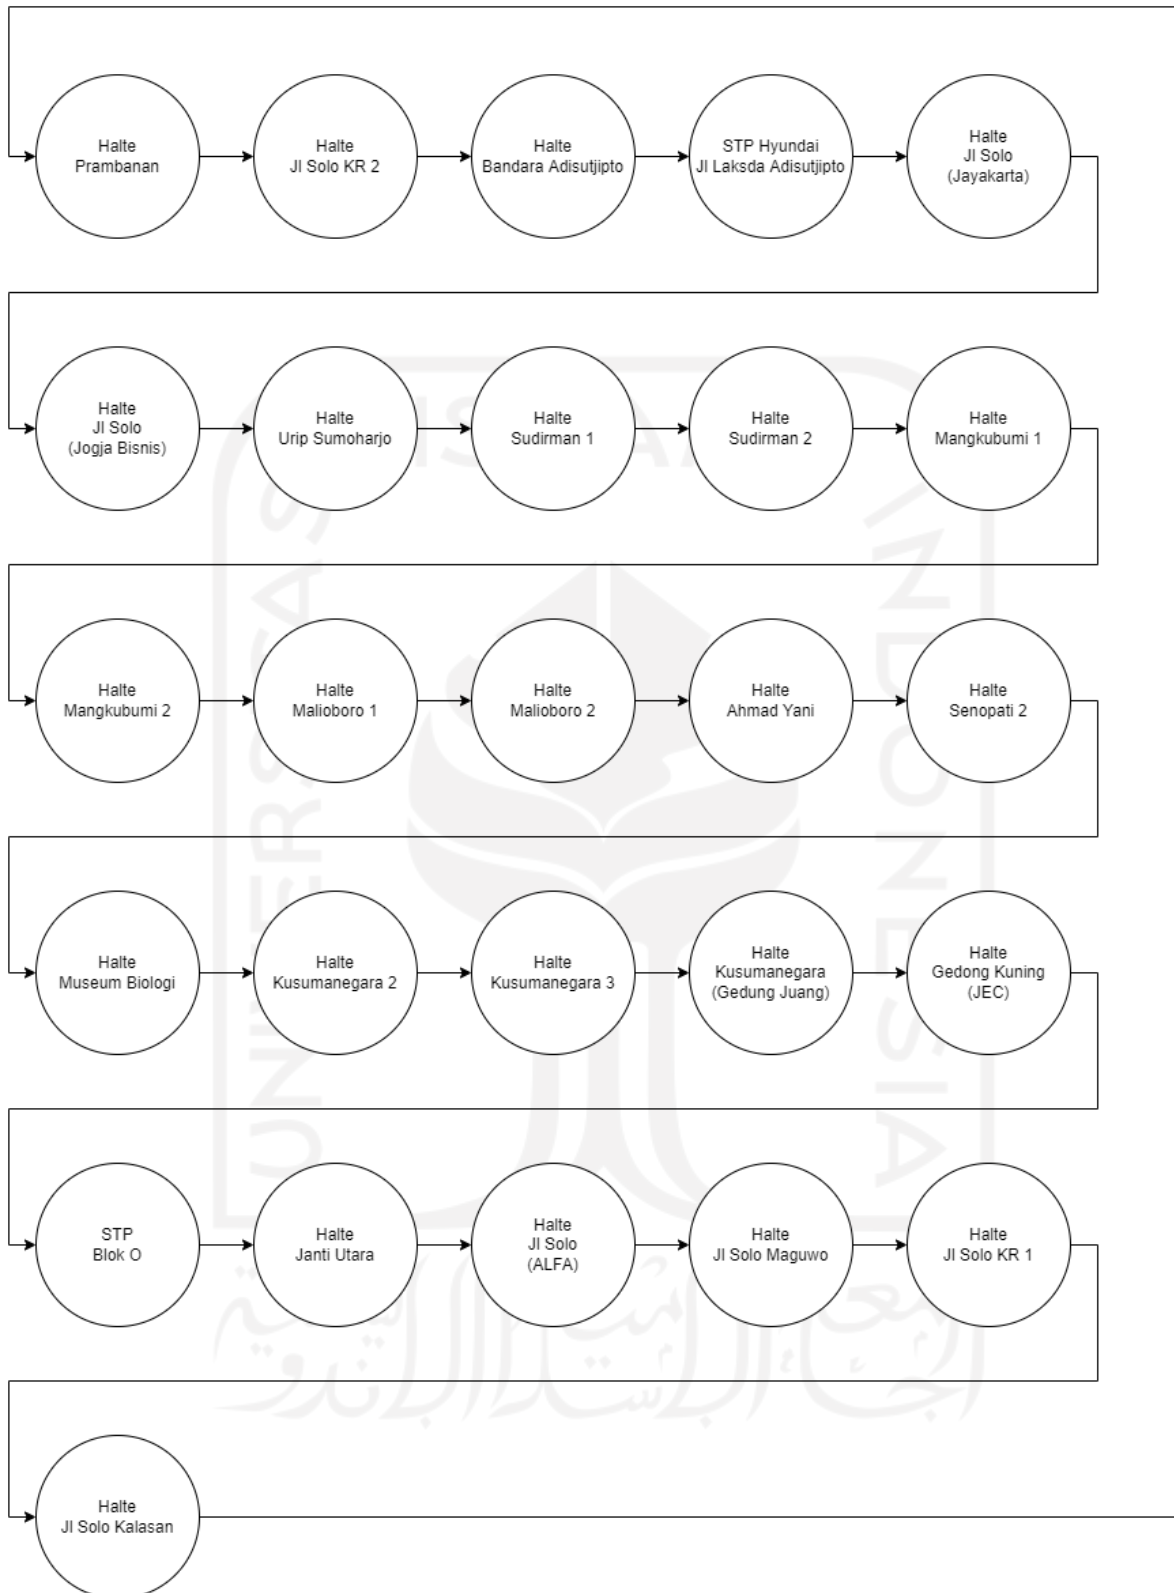 Halte
Prambanan
Halte
Jl Solo KR 2
Halte
Bandara Adisutjipto
STP Hyundai
Jl Laksda Adisutjipto
Halte
Jl Solo
(Jayakarta)
Halte
Jl Solo
(Jogja Bisnis)
Halte
Urip Sumoharjo
Halte
Sudirman 1
Halte
Sudirman 2
Halte
Mangkubumi 1
Halte
Mangkubumi 2
Halte
Malioboro 1
Halte
Malioboro 2
Halte
Ahmad Yani
Halte
Senopati 2
Halte
Museum Biologi
Halte
Kusumanegara 2
Halte
Kusumanegara 3
Halte
Kusumanegara
(Gedung Juang)
Halte
Gedong Kuning
(JEC)
STP
Blok O
Halte
Janti Utara
Halte
Jl Solo
(ALFA)
Halte
Jl Solo Maguwo
Halte
Jl Solo KR 1
Halte
Jl Solo Kalasan